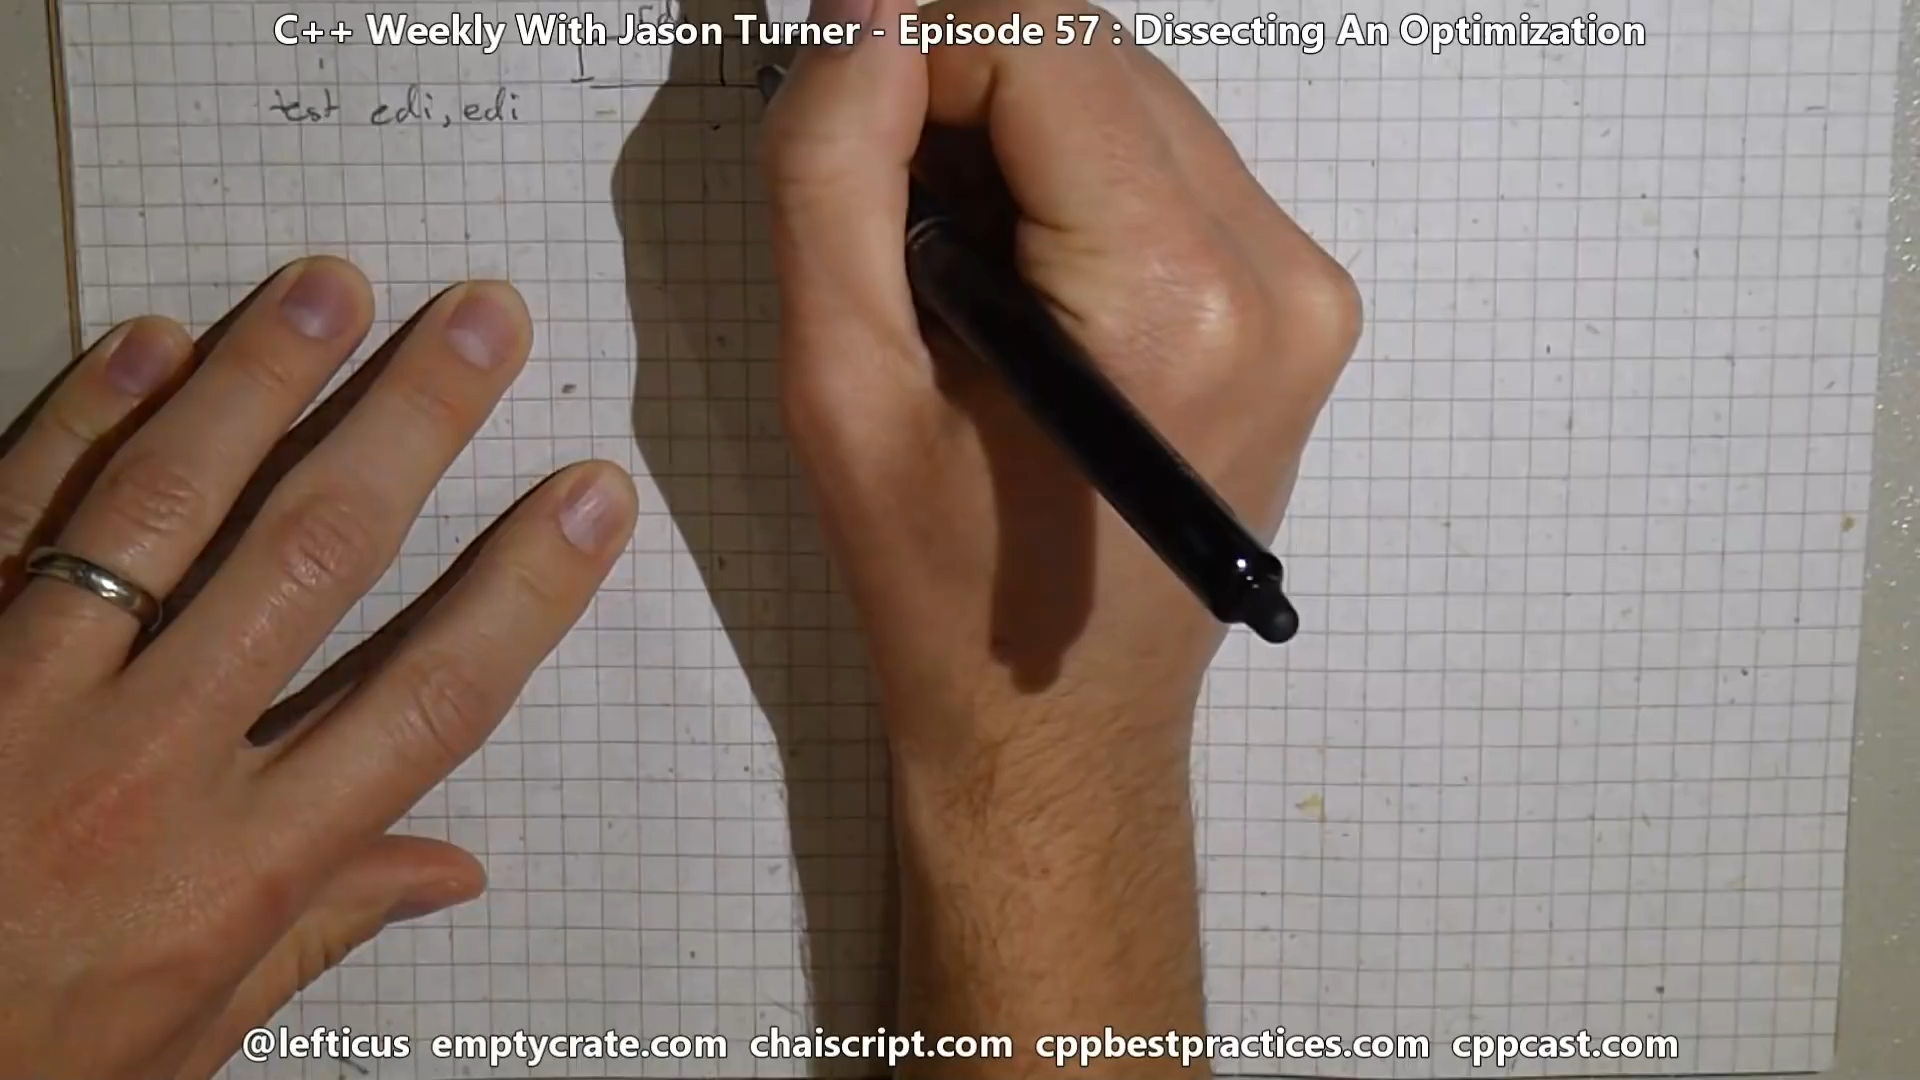 C++ Weekly With Jason Turner - Episode 57 : Dissecting An Optimization
test edi, edi
@lefticus emptycrate.com chaiscript.com cppbestpractices.com cppcast.com